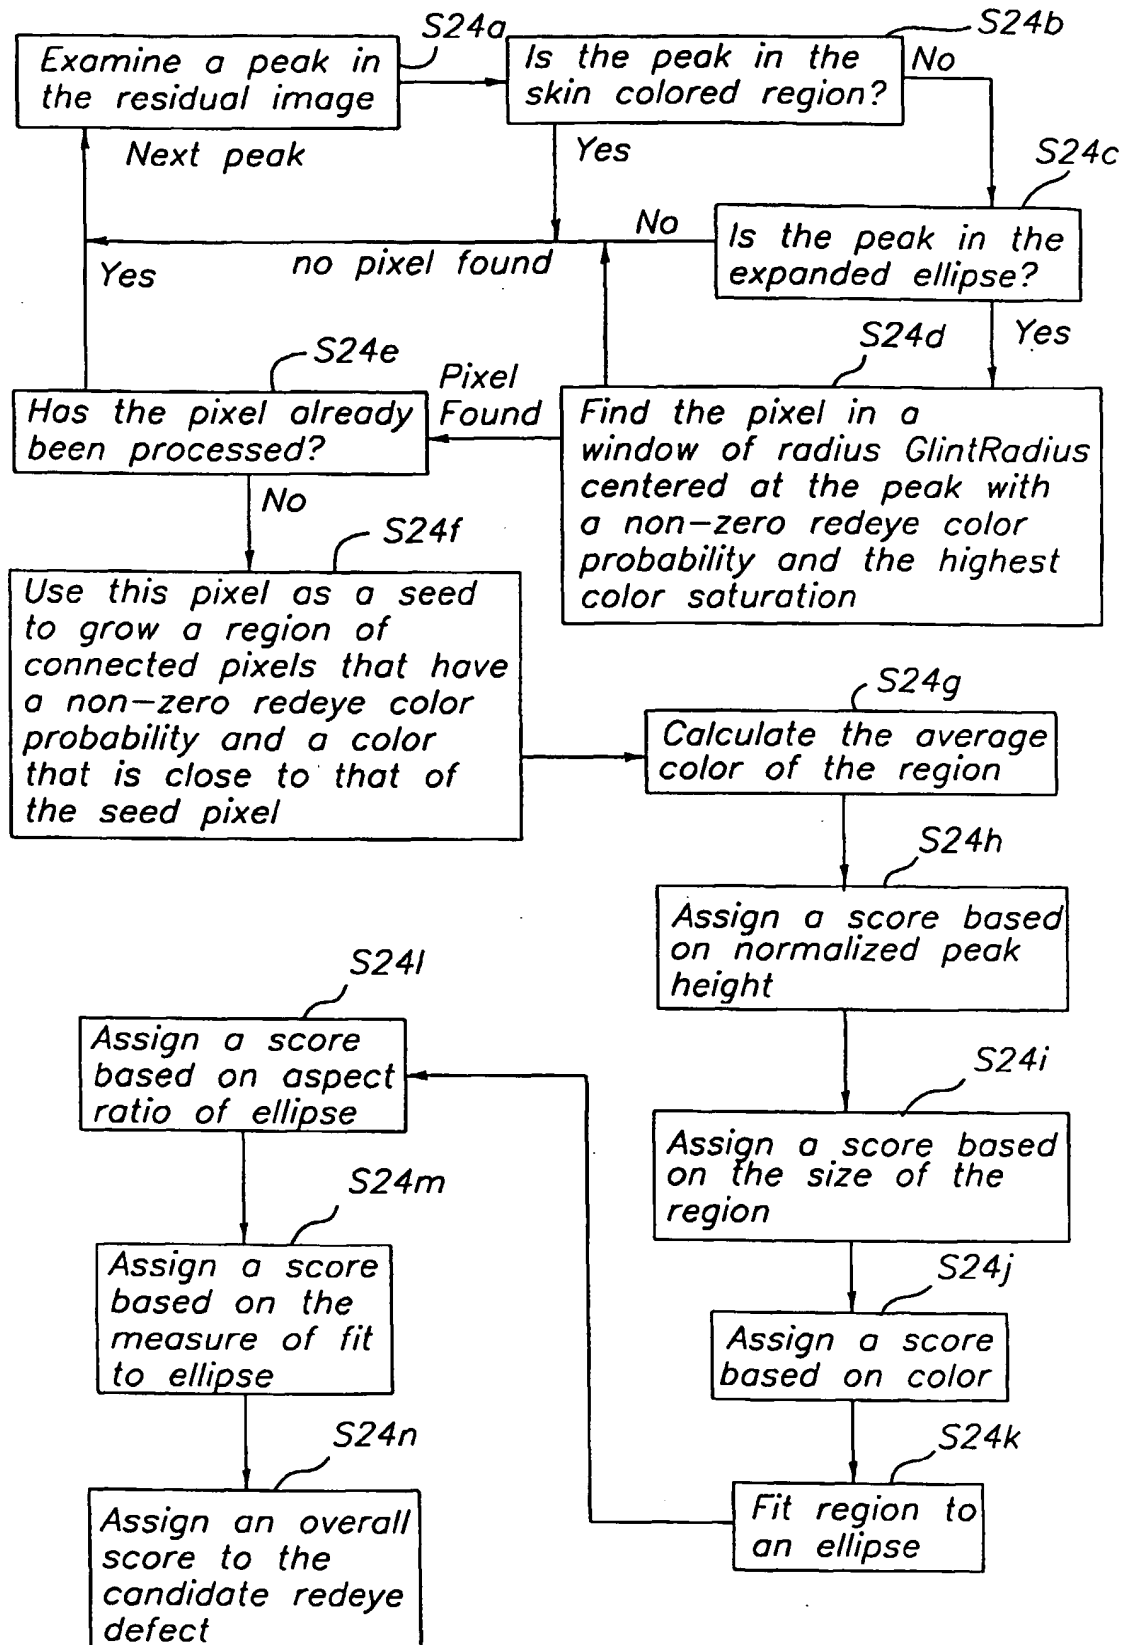 S24a
Examine a peak in
the residual image
S24b
Is the peak in the
skin colored region?
No
Next peak
Yes
S24c
Is the peak in the
expanded ellipse?
No
no pixel found
Yes
Yes
S24d
Find the pixel in a
window of radius GlintRadius
centered at the peak with
a non-zero redeye color
probability and the highest
color saturation
Pixel
Found
S24e
Has the pixel already
been processed?
No
S24f
Use this pixel as a seed
to grow a region of
connected pixels that have
a non-zero redeye color
probability and a color
that is close to that of
the seed pixel
S24g
Calculate the average
color of the region
S24h
Assign a score based
on normalized peak
height
S24i
Assign a score based
on the size of the
region
S24j
Assign a score
based on color
S24k
Fit region to
an ellipse
S24l
Assign a score
based on aspect
ratio of ellipse
S24m
Assign a score
based on the
measure of fit
to ellipse
S24n
Assign an overall
score to the
candidate redeye
defect